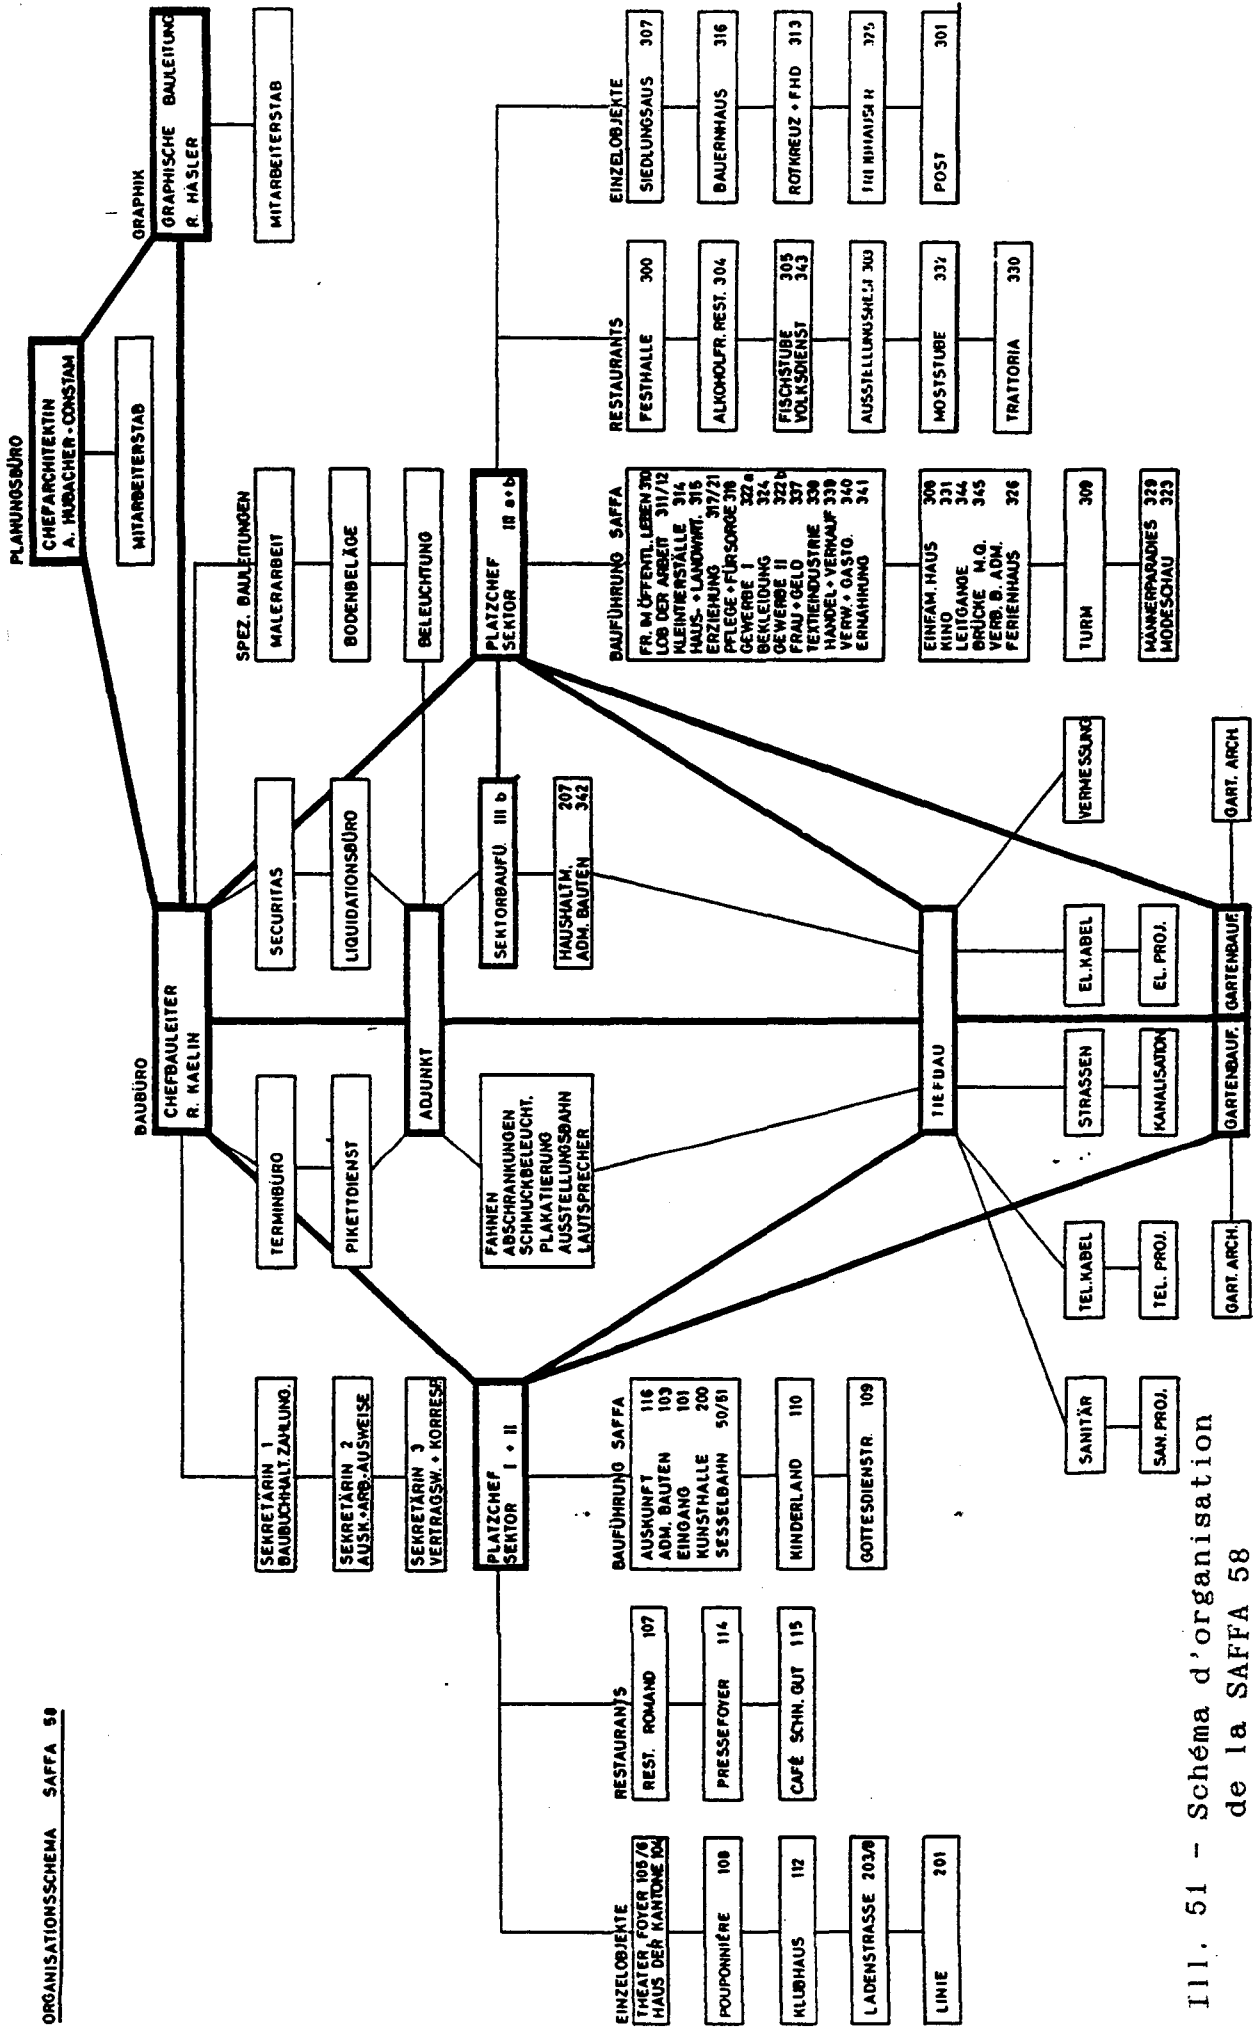 ORGANISATIONSSCHEMA SAFFA 58
PLANUNGSBÜRO
CHEFARCHITEKTIN
A. HUBACHER-CONSTAM
MITARBEITERSTAB
GRAPHIK
GRAPHISCHE BAULEITUNG
R. HÄSLER
MITARBEITERSTAB
BAUBÜRO
CHEFBAULEITER
R. KAELIN
SEKRETÄRIN 1
BAUBUCHHALT. ZAHLUNG.
SEKRETÄRIN 2
AUSK.+ARB.-AUSWEISE
SEKRETÄRIN 3
VERTRAGSW. + KORRESP.
TERMINBÜRO
PIKETTDIENST
SECURITAS
LIQUIDATIONSBÜRO
SPEZ. BAULEITUNGEN
MALERARBEIT
BODENBELÄGE
BELEUCHTUNG
ADJUNKT
PLATZCHEF
SEKTOR I + II
FAHNEN
ABSCHRANKUNGEN
SCHMUCKBELEUCHT.
PLAKATIERUNG
AUSSTELLUNGSBAHN
LAUTSPRECHER
SEKTORBAUFÜ. III b
HAUSHALTM. 207
ADM. BAUTEN 342
PLATZCHEF
SEKTOR III a+b
EINZELOBJEKTE
THEATER FOYER 105/6
HAUS DER KANTONE 104
POUPONNIÈRE 108
KLUBHAUS 112
LADENSTRASSE 203/8
LINIE 201
RESTAURANTS
REST. ROMAND 107
PRESSEFOYER 114
CAFÉ SCHN. GUT 115
BAUFÜHRUNG SAFFA
AUSKUNFT 116
ADM. BAUTEN 103
EINGANG 101
KUNSTHALLE 200
SESSELBAHN 50/51
KINDERLAND 110
GOTTESDIENSTR. 109
BAUFÜHRUNG SAFFA
FR. IM ÖFFENTL. LEBEN 310
LOB DER ARBEIT 311/12
KLEINTIERSTÄLLE 314
HAUS- + LANDWIRT. 315
ERZIEHUNG 317/21
PFLEGE + FÜRSORGE 318
GEWERBE I 322 a
BEKLEIDUNG 324
GEWERBE II 322 b
FRAU + GELD 337
TEXTIEINDUSTRIE 338
HANDEL + VERKAUF 339
VERW. + GASTG. 340
ERNÄHRUNG 341
EINFAM. HAUS 308
KINO 331
LEITGANGE 344
BRÜCKE M.Q. 345
VERB. B. ADM.
FERIENHAUS 326
TURM 309
MÄNNERPARADIES 329
MODESCHAU 323
RESTAURANTS
FESTHALLE 300
ALKOHOLFR. REST. 304
FISCHSTUBE 305
VOLKSDIENST 343
AUSSTELLUNGSREST 303
MOSTSTUBE 332
TRATTORIA 330
EINZELOBJEKTE
SIEDLUNGSAUS 307
BAUERNHAUS 316
ROTKREUZ + FHD 313
325
POST 301
TIEFBAU
SANITÄR
SAN. PROJ.
TEL. KABEL
TEL. PROJ.
STRASSEN
KANALISATION
EL. KABEL
EL. PROJ.
VERMESSUNG
GART. ARCH.
GARTENBAUF.
GARTENBAUF.
GART. ARCH.
Ill. 51 - Schéma d'organisation
de la SAFFA 58